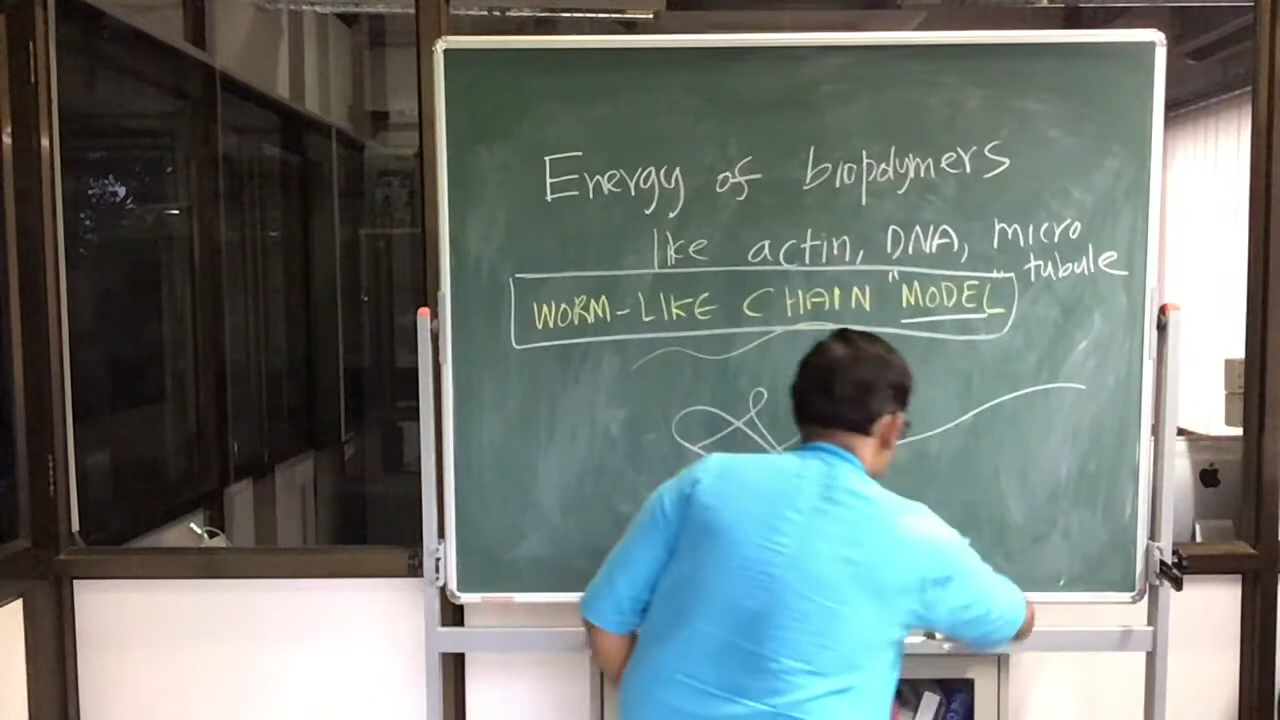 Energy of biopolymers
like actin, DNA, micro
tubule
WORM-LIKE CHAIN "MODEL"